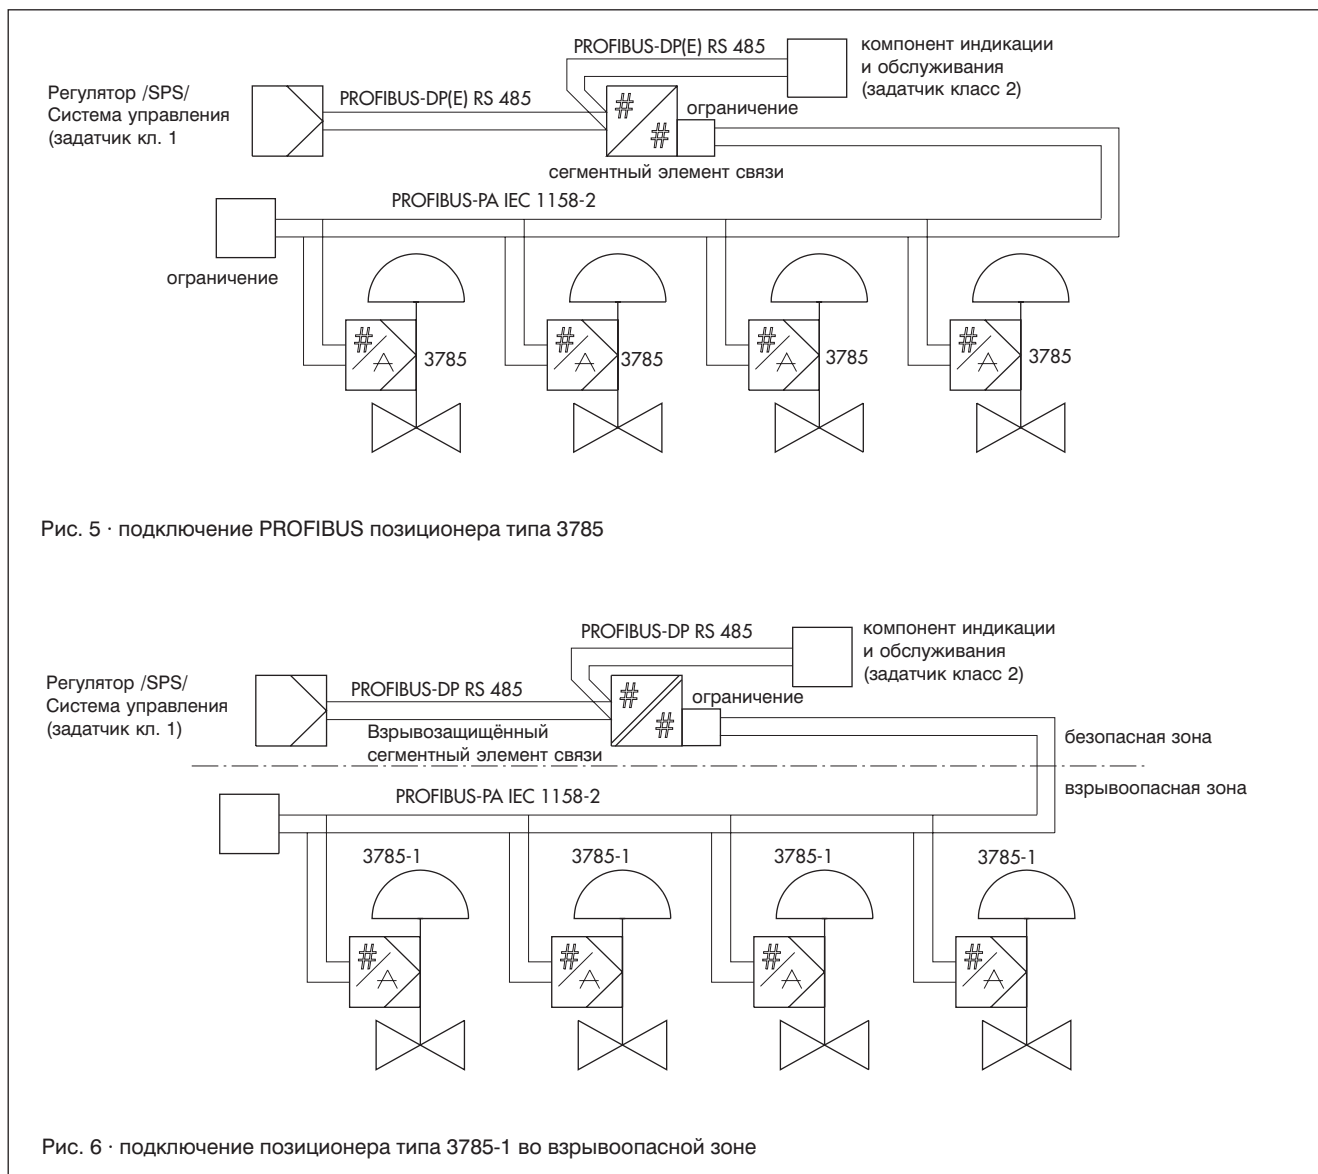 PROFIBUS-DP(E) RS 485
компонент индикации
и обслуживания
(задатчик класс 2)
Регулятор /SPS/
Система управления
(задатчик кл. 1
PROFIBUS-DP(E) RS 485
#
#
ограничение
сегментный элемент связи
PROFIBUS-PA IEC 1158-2
ограничение
# A 3785
# A 3785
# A 3785
# A 3785
Рис. 5 · подключение PROFIBUS позиционера типа 3785
PROFIBUS-DP RS 485
компонент индикации
и обслуживания
(задатчик класс 2)
Регулятор /SPS/
Система управления
(задатчик кл. 1)
PROFIBUS-DP RS 485
#
#
ограничение
Взрывозащищённый
сегментный элемент связи
безопасная зона
взрывоопасная зона
PROFIBUS-PA IEC 1158-2
3785-1
3785-1
3785-1
3785-1
# A
# A
# A
# A
Рис. 6 · подключение позиционера типа 3785-1 во взрывоопасной зоне